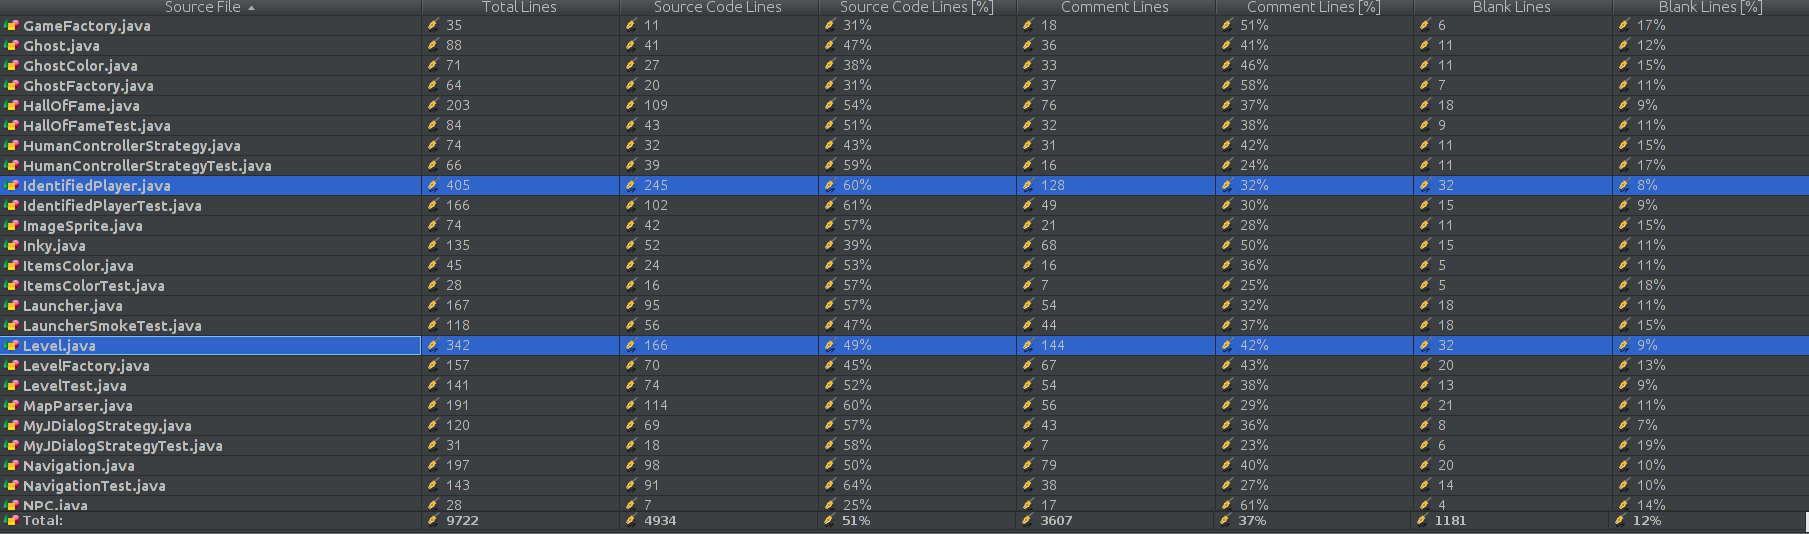 Source File Total Lines Source Code Lines Source Code Lines [%] Comment Lines Comment Lines [%] Blank Lines Blank Lines [%]
GameFactory.java 35 11 31% 18 51% 6 17%
Ghost.java 88 41 47% 36 41% 11 12%
GhostColor.java 71 27 38% 33 46% 11 15%
GhostFactory.java 64 20 31% 37 58% 7 11%
HallOfFame.java 203 109 54% 76 37% 18 9%
HallOfFameTest.java 84 43 51% 32 38% 9 11%
HumanControllerStrategy.java 74 32 43% 31 42% 11 15%
HumanControllerStrategyTest.java 66 39 59% 16 24% 11 17%
IdentifiedPlayer.java 405 245 60% 128 32% 32 8%
IdentifiedPlayerTest.java 166 102 61% 49 30% 15 9%
ImageSprite.java 74 42 57% 21 28% 11 15%
Inky.java 135 52 39% 68 50% 15 11%
ItemsColor.java 45 24 53% 16 36% 5 11%
ItemsColorTest.java 28 16 57% 7 25% 5 18%
Launcher.java 167 95 57% 54 32% 18 11%
LauncherSmokeTest.java 118 56 47% 44 37% 18 15%
Level.java 342 166 49% 144 42% 32 9%
LevelFactory.java 157 70 45% 67 43% 20 13%
LevelTest.java 141 74 52% 54 38% 13 9%
MapParser.java 191 114 60% 56 29% 21 11%
MyJDialogStrategy.java 120 69 57% 43 36% 8 7%
MyJDialogStrategyTest.java 31 18 58% 7 23% 6 19%
Navigation.java 197 98 50% 79 40% 20 10%
NavigationTest.java 143 91 64% 38 27% 14 10%
NPC.java 28 7 25% 17 61% 4 14%
Total: 9722 4934 51% 3607 37% 1181 12%